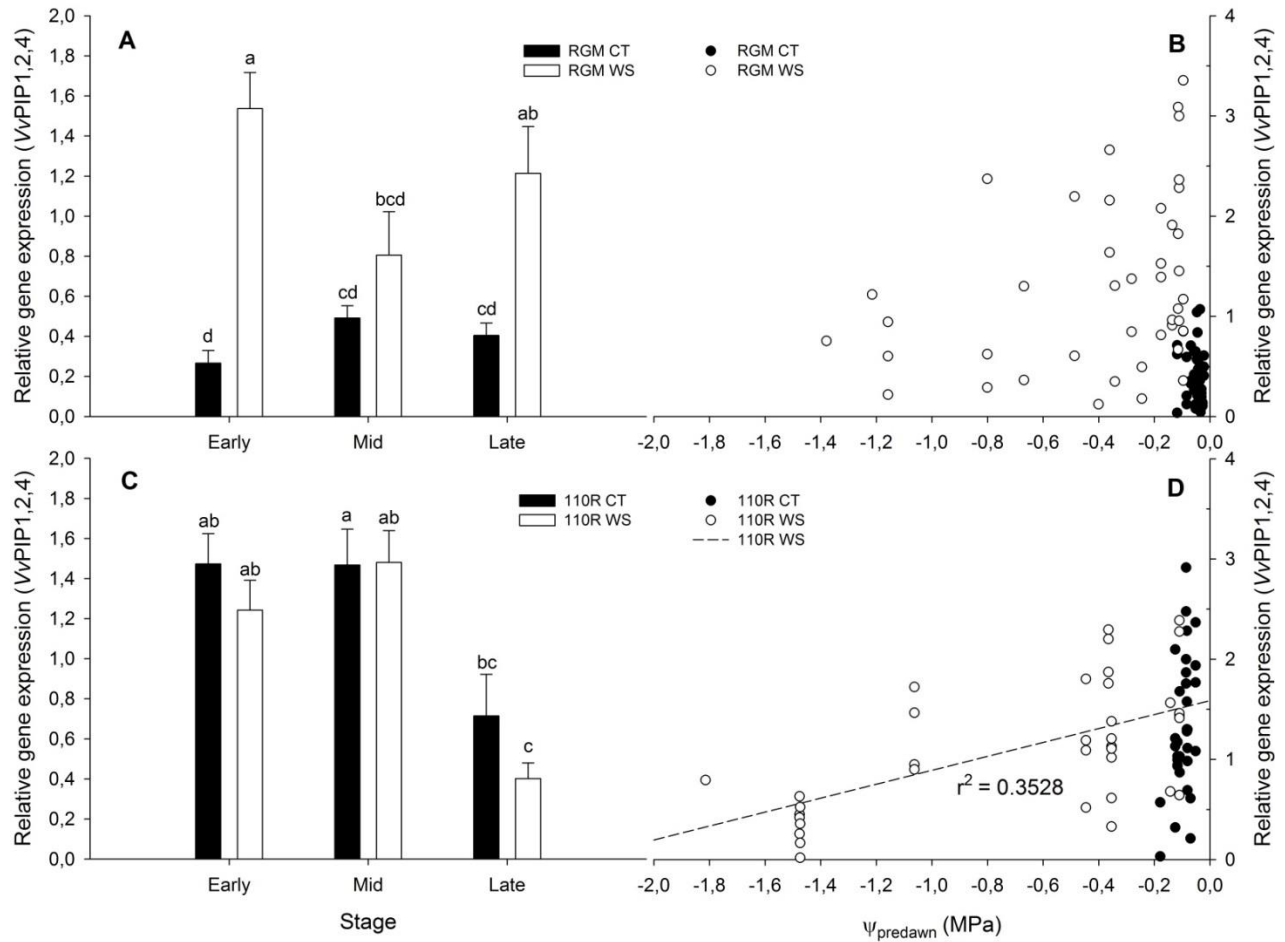 A
B
Relative gene expression (VvPIP1,2,4)
2,0
1,8
1,6
1,4
1,2
1,0
0,8
0,6
0,4
0,2
0,0
a
ab
bcd
cd
cd
d
RGM CT
RGM WS
RGM CT
RGM WS
Early Mid Late
4
3
2
1
0
Relative gene expression (VvPIP1,2,4)
-2,0 -1,8 -1,6 -1,4 -1,2 -1,0 -0,8 -0,6 -0,4 -0,2 0,0
C
D
Relative gene expression (VvPIP1,2,4)
2,0
1,8
1,6
1,4
1,2
1,0
0,8
0,6
0,4
0,2
0,0
ab
ab
a
ab
bc
c
110R CT
110R WS
110R CT
110R WS
110R WS
r² = 0.3528
Early Mid Late
Stage
4
3
2
1
0
Relative gene expression (VvPIP1,2,4)
-2,0 -1,8 -1,6 -1,4 -1,2 -1,0 -0,8 -0,6 -0,4 -0,2 0,0
ψpredawn (MPa)